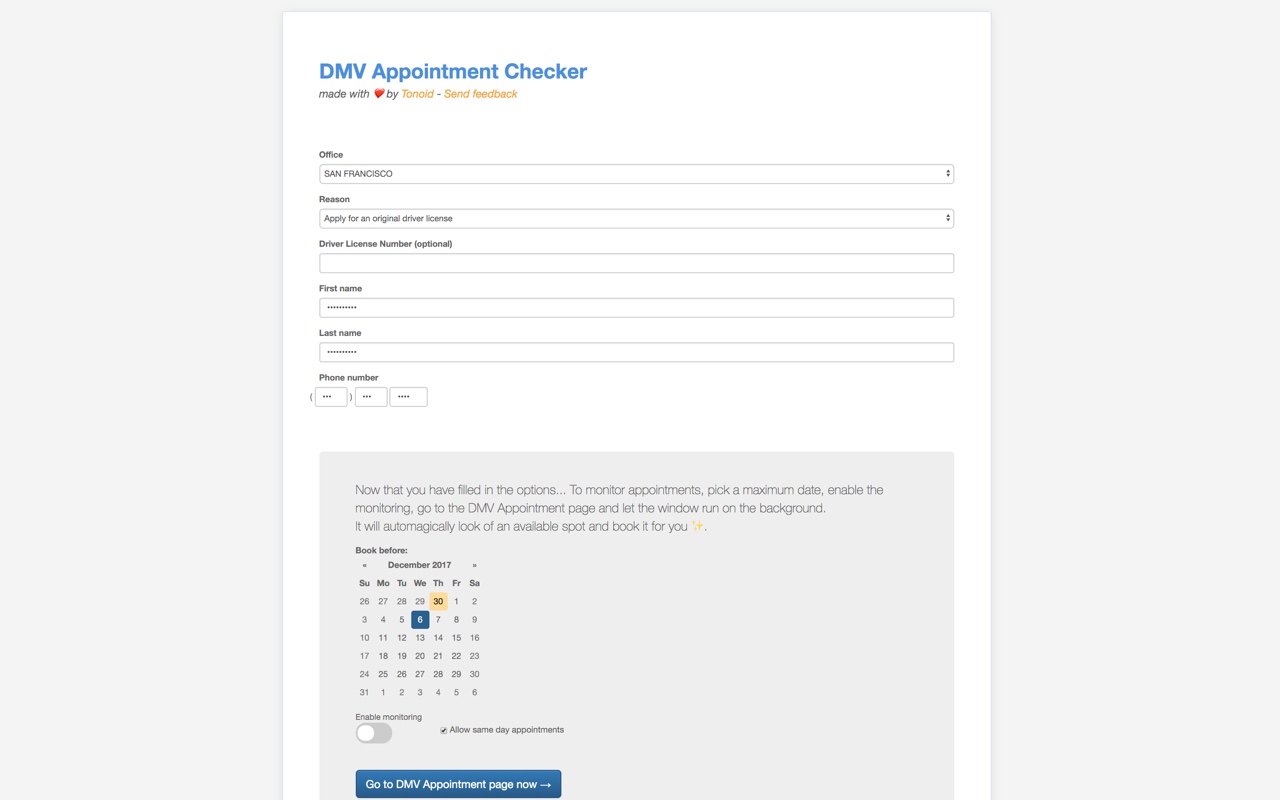 DMV Appointment Checker
made with ❤️ by Tonoid - Send feedback
Office
SAN FRANCISCO
Reason
Apply for an original driver license
Driver License Number (optional)
First name
••••••••••
Last name
••••••••••
Phone number
( ••• ) ••• ••••
Now that you have filled in the options... To monitor appointments, pick a maximum date, enable the
monitoring, go to the DMV Appointment page and let the window run on the background.
It will automagically look of an available spot and book it for you ✨.
Book before:
« December 2017 »
Su Mo Tu We Th Fr Sa
26 27 28 29 30 1 2
3 4 5 6 7 8 9
10 11 12 13 14 15 16
17 18 19 20 21 22 23
24 25 26 27 28 29 30
31 1 2 3 4 5 6
Enable monitoring
Allow same day appointments
Go to DMV Appointment page now →